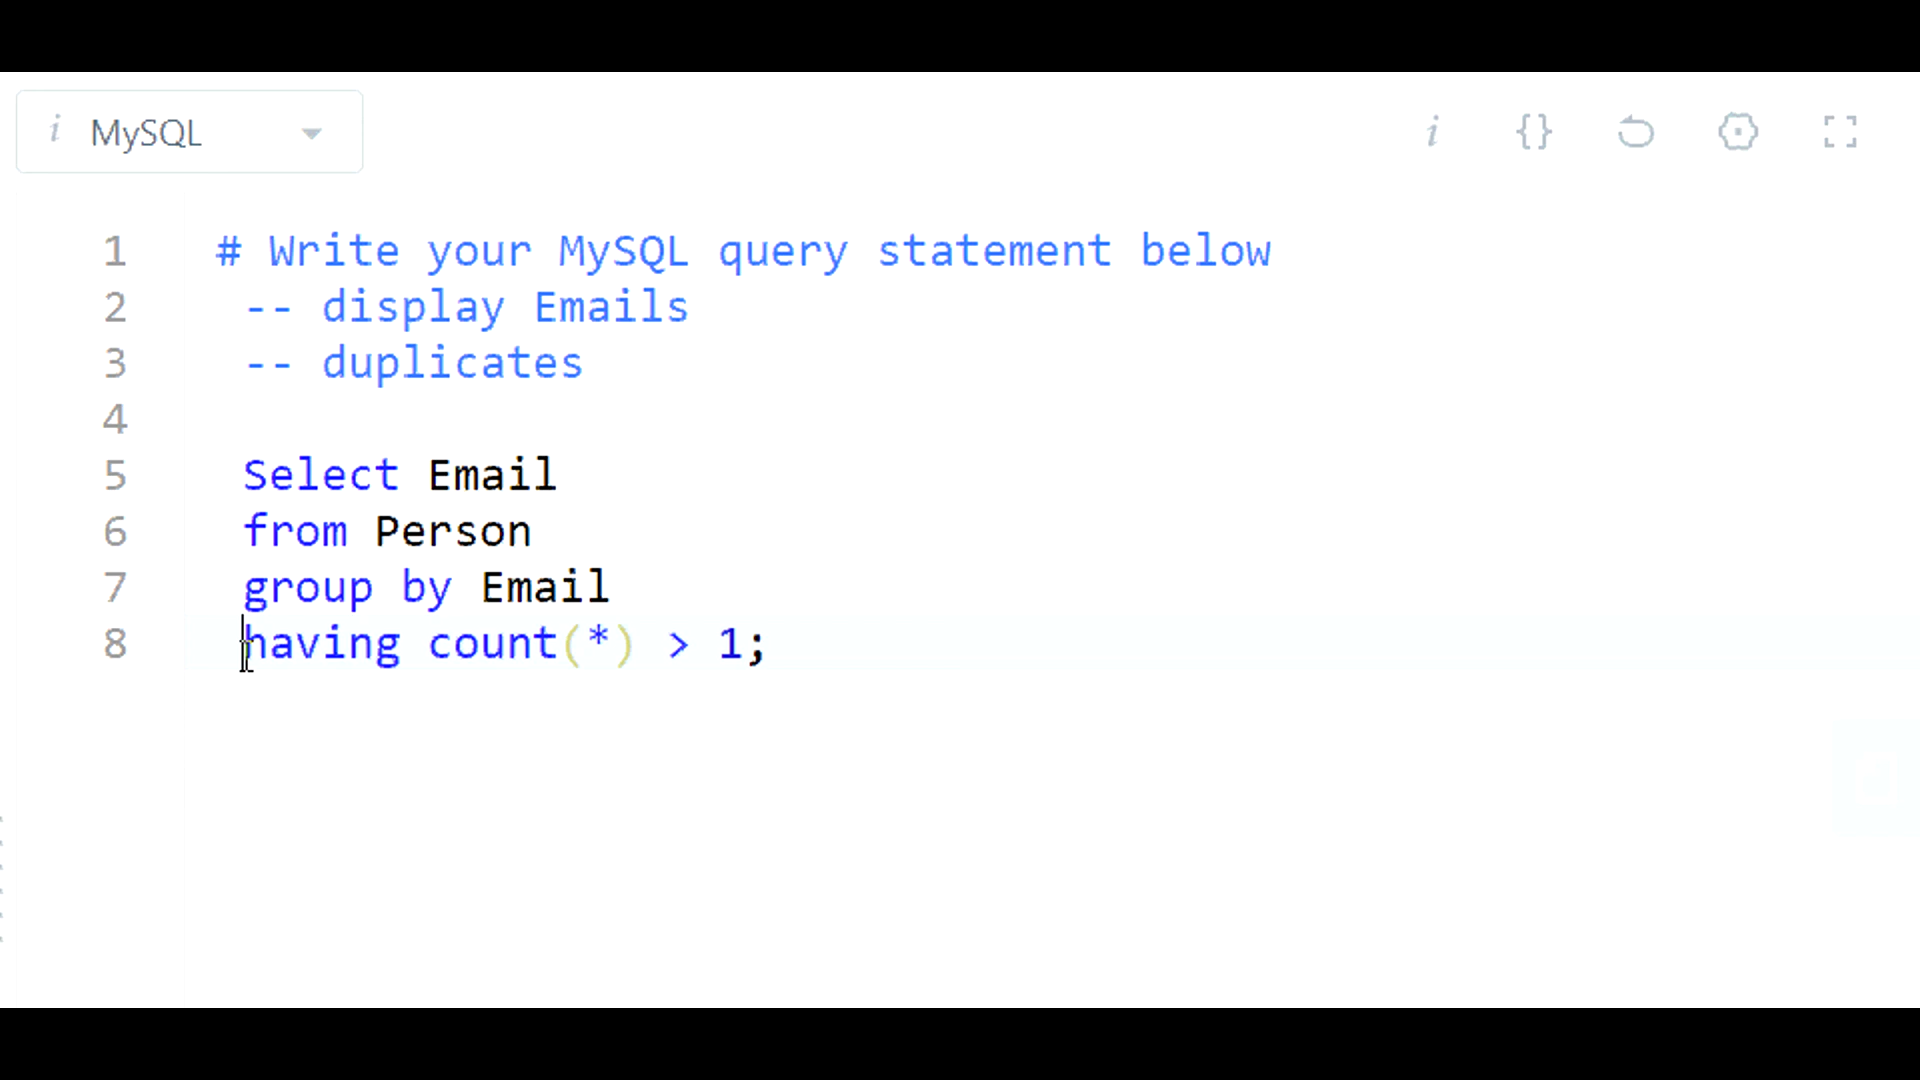 i MySQL
i {}
1 # Write your MySQL query statement below
2 -- display Emails
3 -- duplicates
4
5 Select Email
6 from Person
7 group by Email
8 having count(*) > 1;